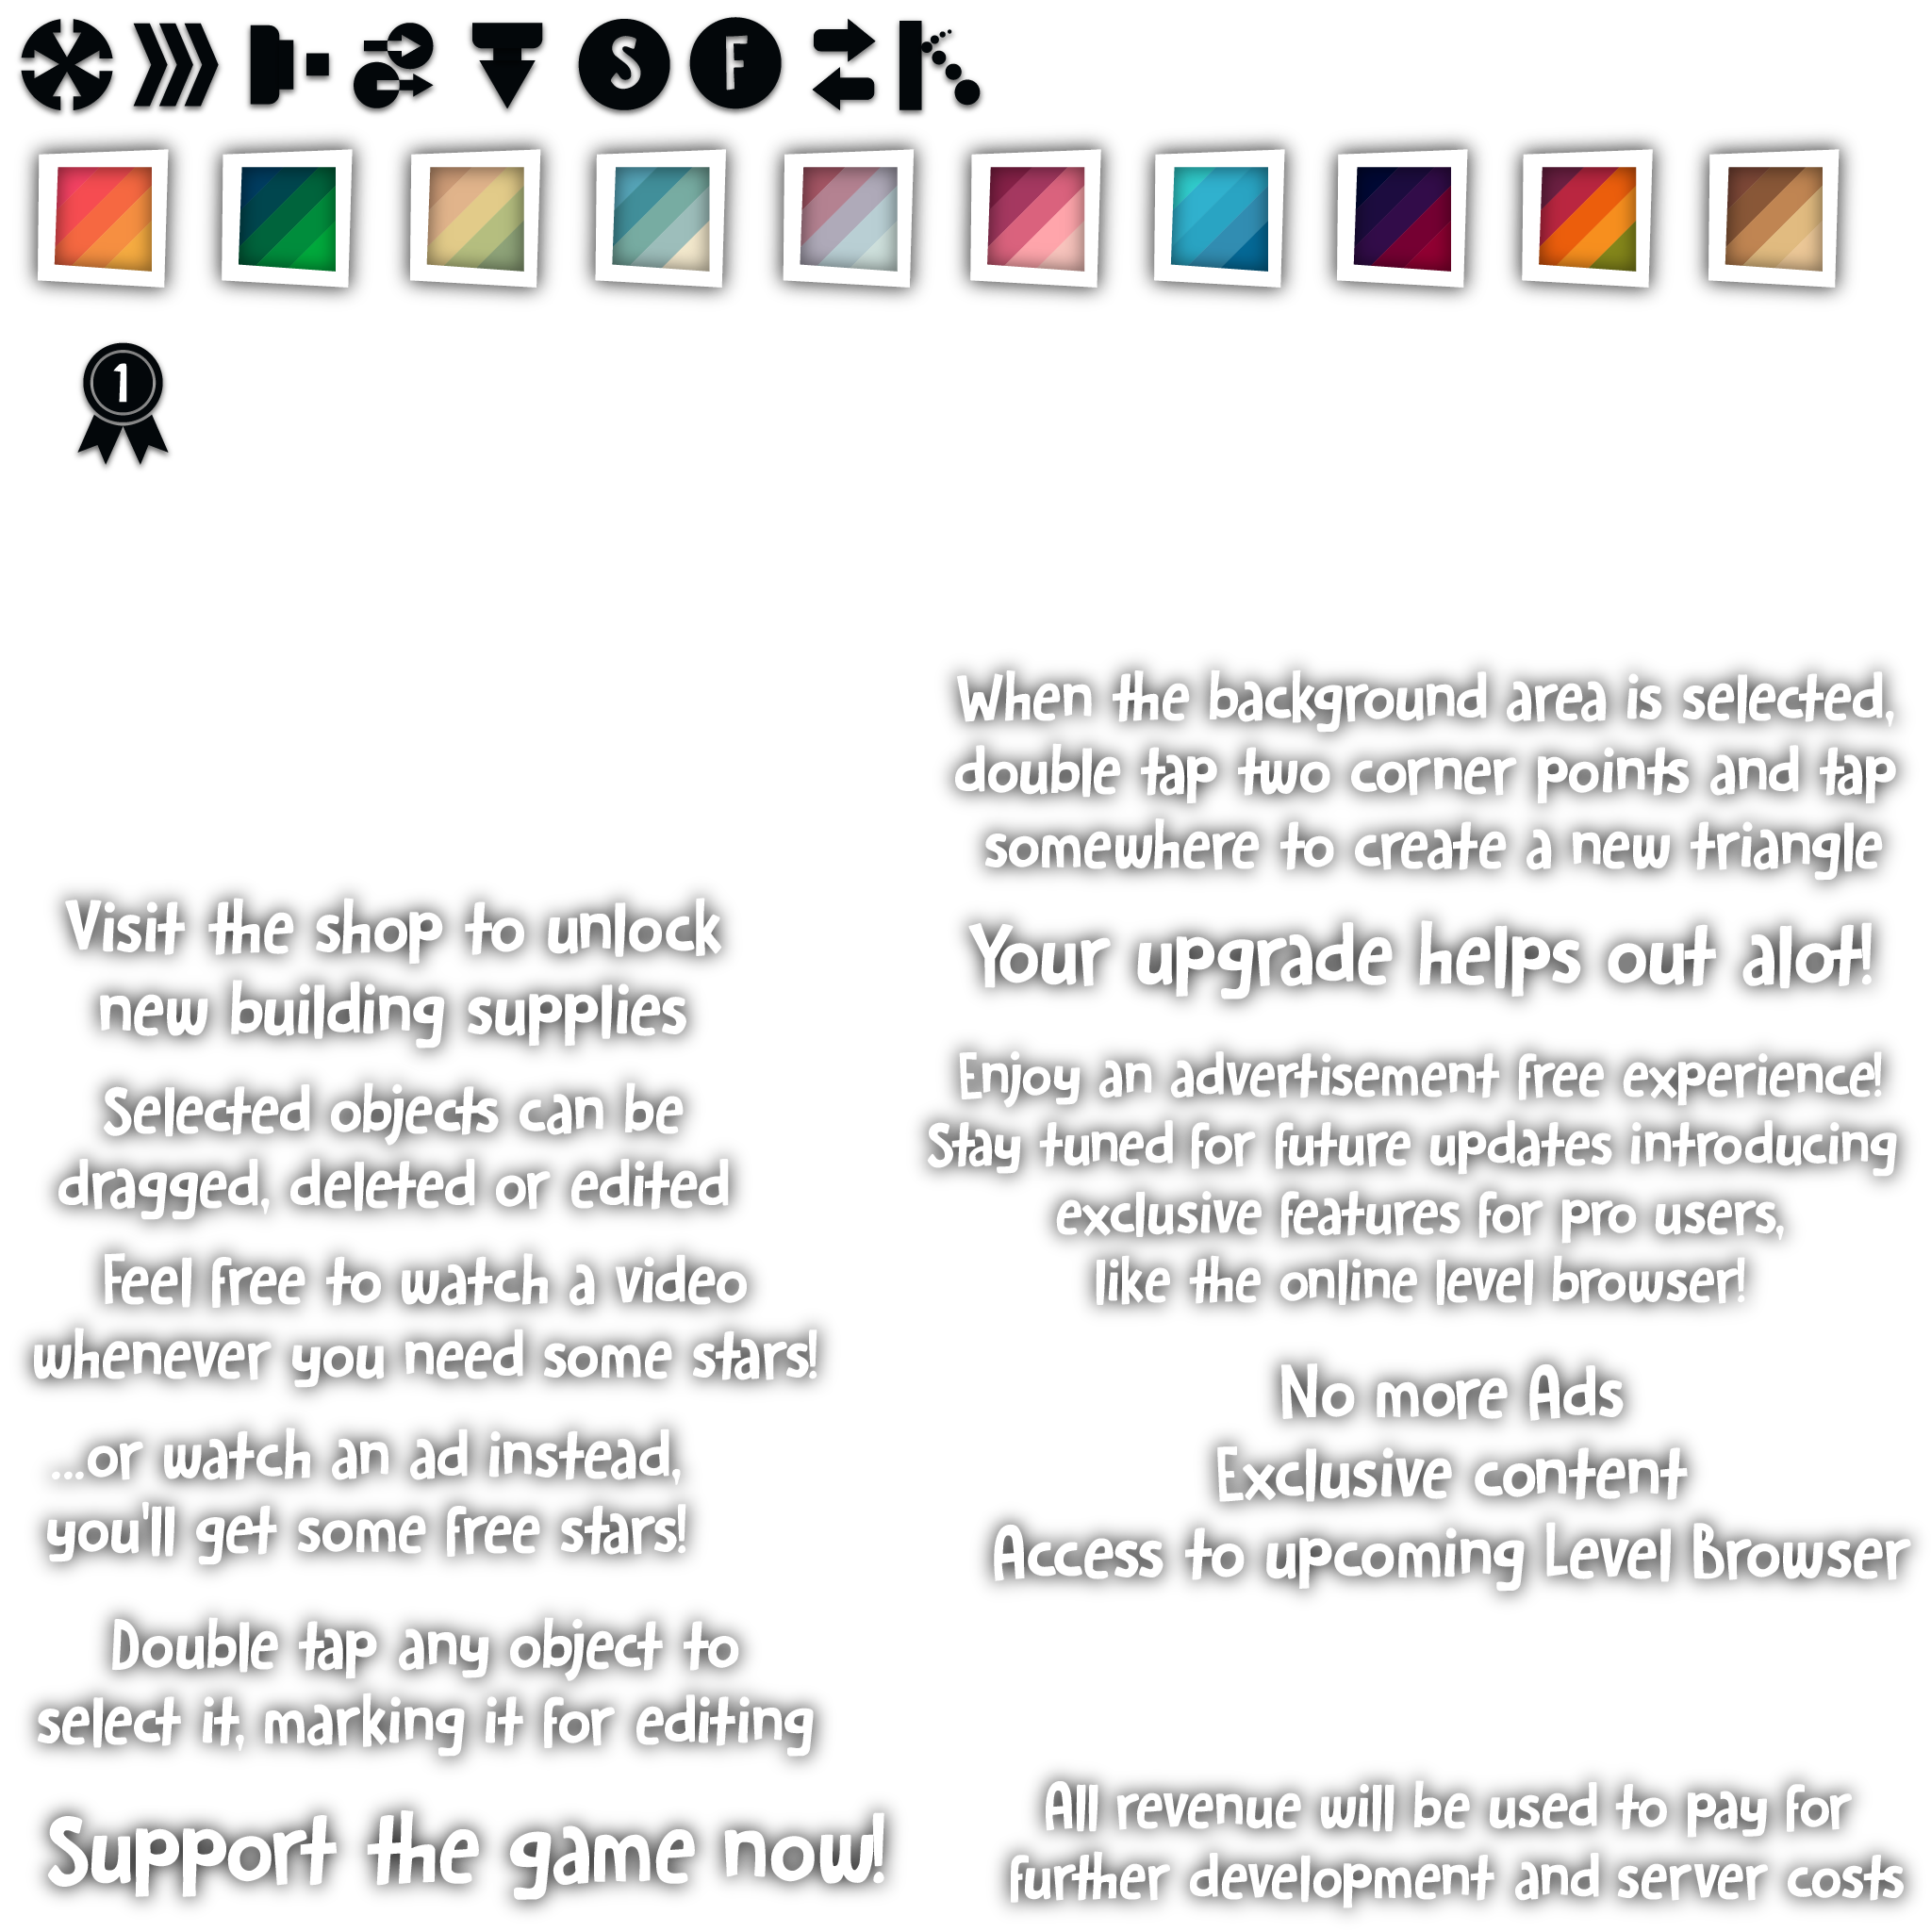 S F
1
When the background area is selected,
double tap two corner points and tap
somewhere to create a new triangle
Visit the shop to unlock
new building supplies
Your upgrade helps out alot!
Selected objects can be
dragged, deleted or edited
Enjoy an advertisement free experience!
Stay tuned for future updates introducing
exclusive features for pro users,
like the online level browser!
Feel free to watch a video
whenever you need some stars!
...or watch an ad instead,
you'll get some free stars!
No more Ads
Exclusive content
Access to upcoming Level Browser
Double tap any object to
select it, marking it for editing
Support the game now!
All revenue will be used to pay for
further development and server costs